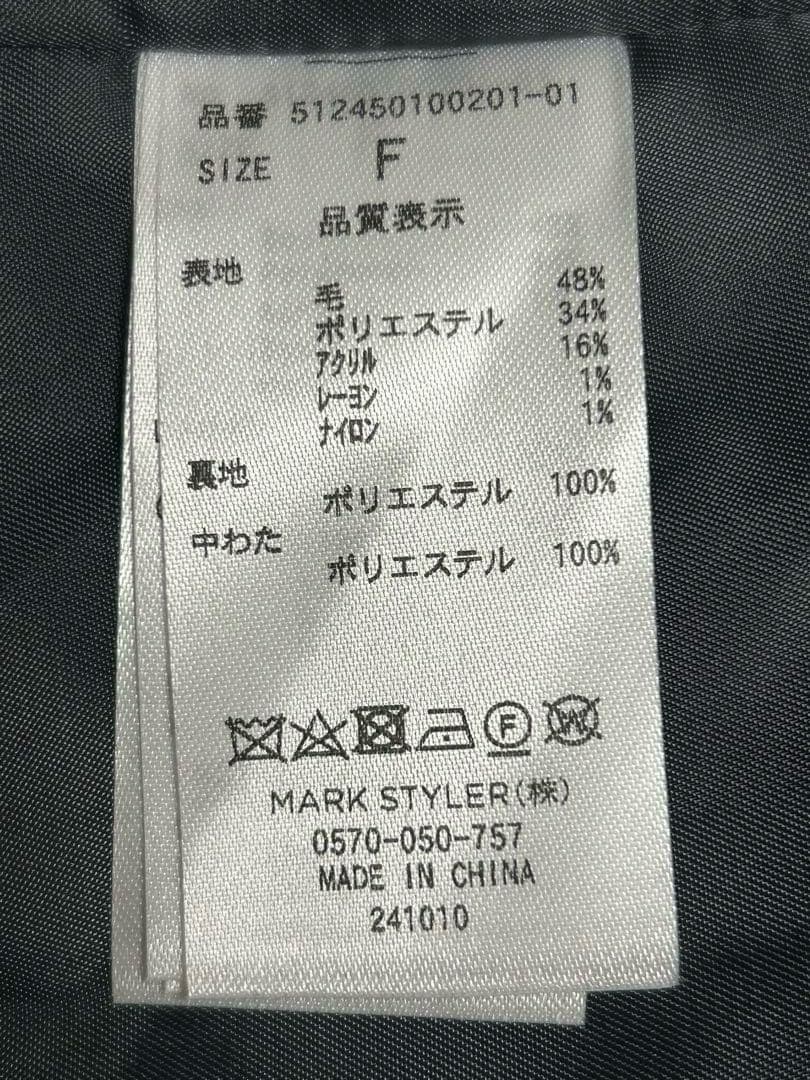 品番 512450100201-01
SIZE F
品質表示
表地
毛 48%
ポリエステル 34%
アクリル 16%
レーヨン 1%
ナイロン 1%
裏地
ポリエステル 100%
中わた
ポリエステル 100%
F W
MARK STYLER(株)
0570-050-757
MADE IN CHINA
241010